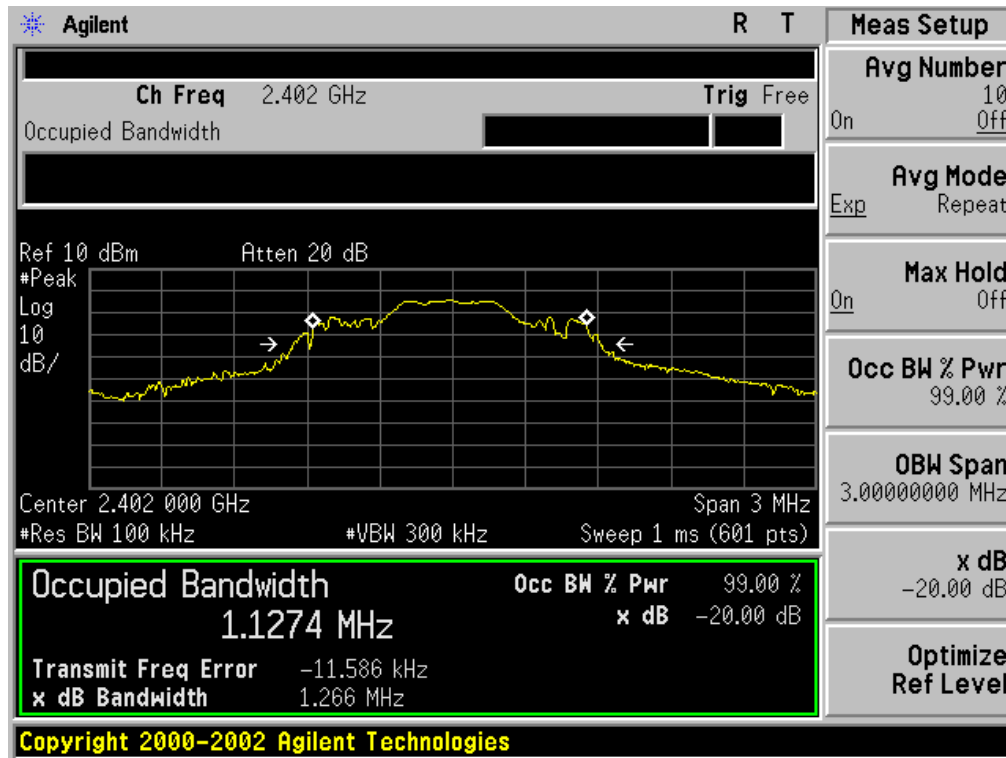 Agilent R T
Ch Freq 2.402 GHz Trig Free
Occupied Bandwidth
Ref 10 dBm Atten 20 dB
#Peak
Log
10
dB/
Center 2.402 000 GHz Span 3 MHz
#Res BW 100 kHz #VBW 300 kHz Sweep 1 ms (601 pts)
Occupied Bandwidth Occ BW % Pwr 99.00 %
1.1274 MHz x dB -20.00 dB
Transmit Freq Error -11.586 kHz
x dB Bandwidth 1.266 MHz
Copyright 2000-2002 Agilent Technologies
Meas Setup
Avg Number
10
On Off
Avg Mode
Exp Repeat
Max Hold
On Off
Occ BW % Pwr
99.00 %
OBW Span
3.00000000 MHz
x dB
-20.00 dB
Optimize
Ref Level